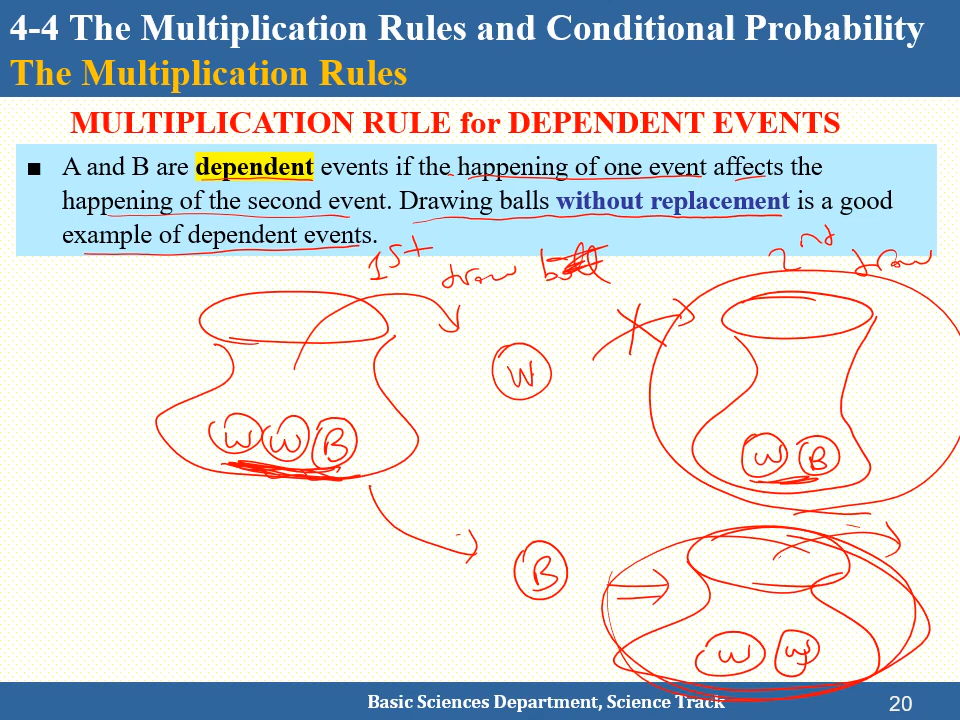 4-4 The Multiplication Rules and Conditional Probability
The Multiplication Rules
MULTIPLICATION RULE for DEPENDENT EVENTS
■ A and B are dependent events if the happening of one event affects the
happening of the second event. Drawing balls without replacement is a good
example of dependent events.
1st draw
2nd draw
W
W W B
W B
B
W W
Basic Sciences Department, Science Track
20